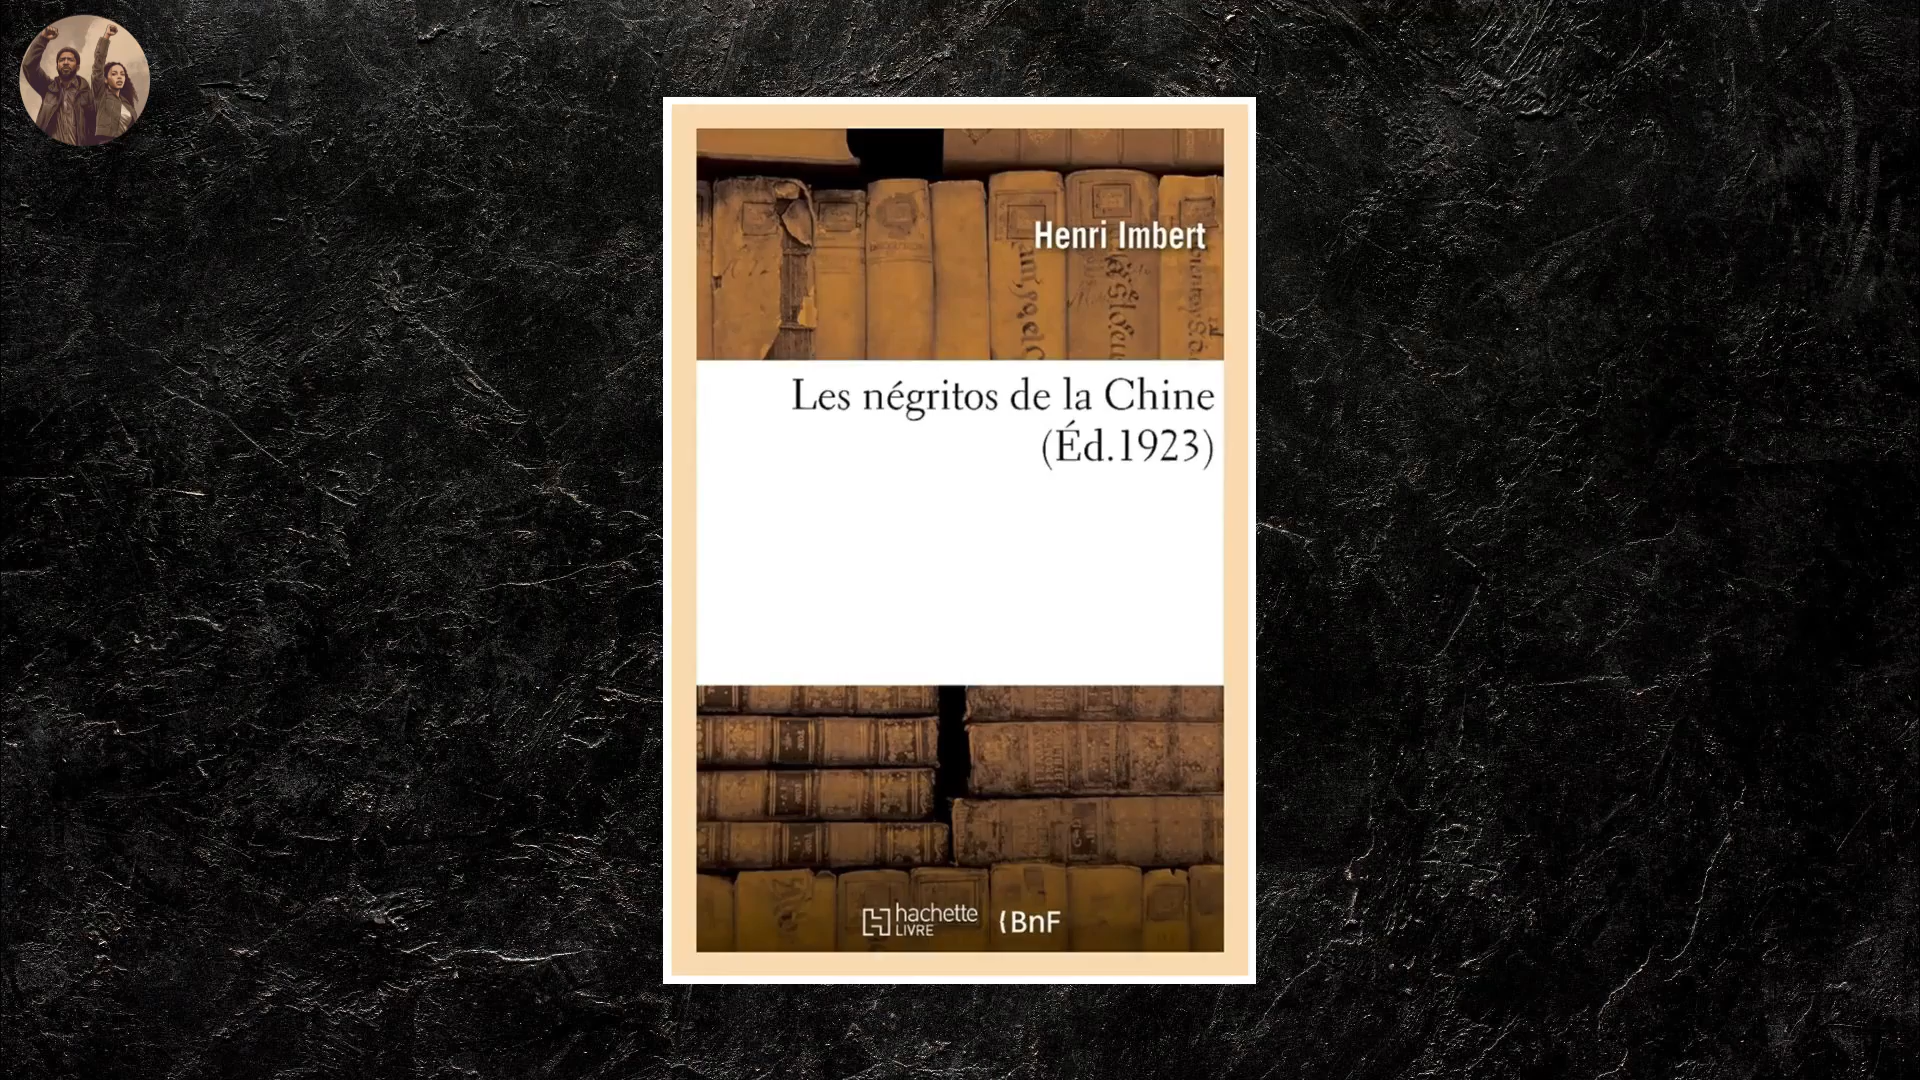 Henri Imbert
Les négritos de la Chine
(Éd.1923)
hachette
LIVRE
BnF